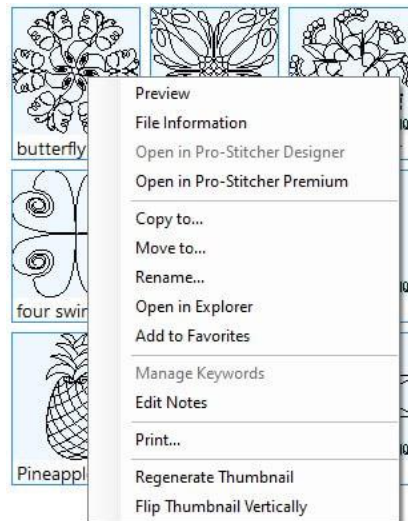 Preview
File Information
butterfly
Open in Pro-Stitcher Designer
Open in Pro-Stitcher Premium
Copy to...
Move to...
Rename...
Open in Explorer
four swir
Add to Favorites
Manage Keywords
Edit Notes
Print...
Pineappl
Regenerate Thumbnail
Flip Thumbnail Vertically